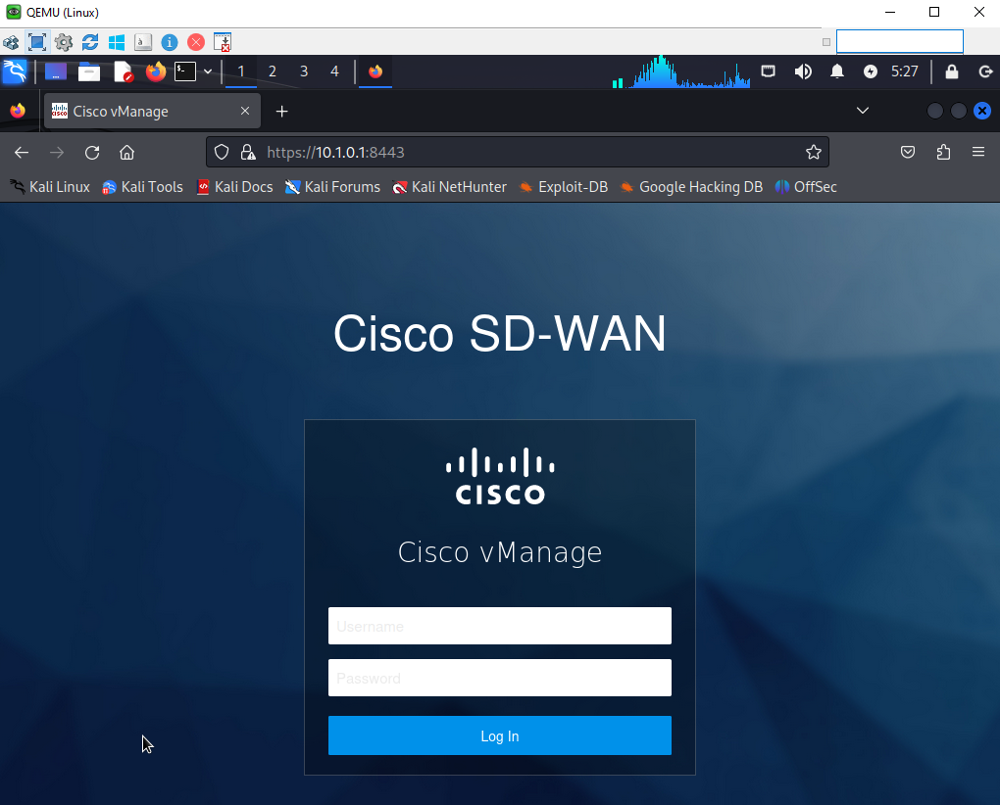 QEMU (Linux)
1 2 3 4 5:27
Cisco vManage
https://10.1.0.1:8443
Kali Linux Kali Tools Kali Docs Kali Forums Kali NetHunter Exploit-DB Google Hacking DB OffSec
Cisco SD-WAN
CISCO
Cisco vManage
Username
Password
Log In